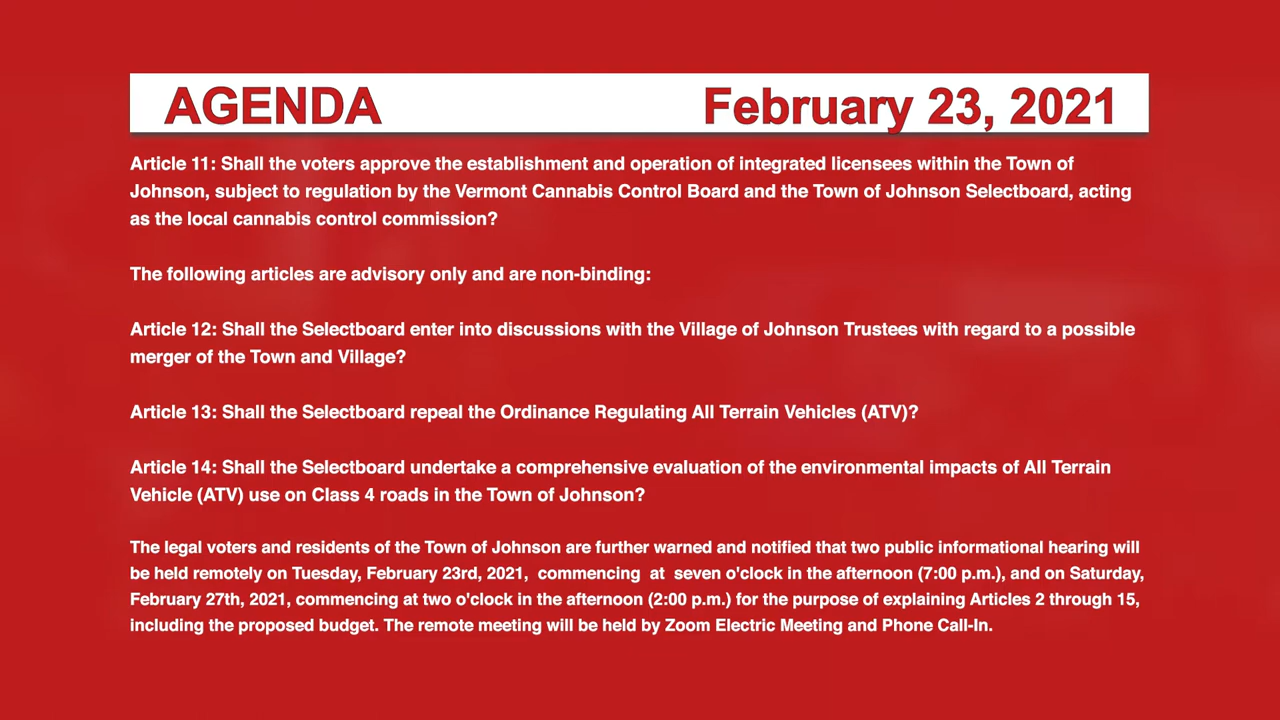 AGENDA February 23, 2021
Article 11: Shall the voters approve the establishment and operation of integrated licensees within the Town of
Johnson, subject to regulation by the Vermont Cannabis Control Board and the Town of Johnson Selectboard, acting
as the local cannabis control commission?
The following articles are advisory only and are non-binding:
Article 12: Shall the Selectboard enter into discussions with the Village of Johnson Trustees with regard to a possible
merger of the Town and Village?
Article 13: Shall the Selectboard repeal the Ordinance Regulating All Terrain Vehicles (ATV)?
Article 14: Shall the Selectboard undertake a comprehensive evaluation of the environmental impacts of All Terrain
Vehicle (ATV) use on Class 4 roads in the Town of Johnson?
The legal voters and residents of the Town of Johnson are further warned and notified that two public informational hearing will
be held remotely on Tuesday, February 23rd, 2021,  commencing  at  seven o'clock in the afternoon (7:00 p.m.), and on Saturday,
February 27th, 2021, commencing at two o'clock in the afternoon (2:00 p.m.) for the purpose of explaining Articles 2 through 15,
including the proposed budget. The remote meeting will be held by Zoom Electric Meeting and Phone Call-In.